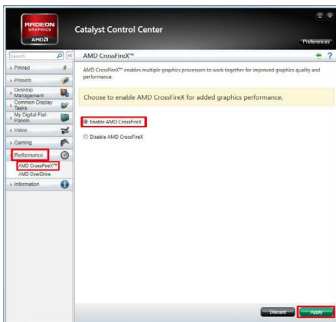 RADEON
GRAPHICS
AMD
Catalyst Control Center
Preferences
Search
Pinned
Presets
Desktop
Management
Common Display
Tasks
My Digital Flat-
Panels
Video
Gaming
Performance
AMD CrossFireX™
AMD OverDrive
Information
AMD CrossFireX™
AMD CrossFireX™ enables multiple graphics processors to work together for improved graphics quality and
performance.
Choose to enable AMD CrossFireX for added graphics performance.
Enable AMD CrossFireX
Disable AMD CrossFireX
Discard
Apply